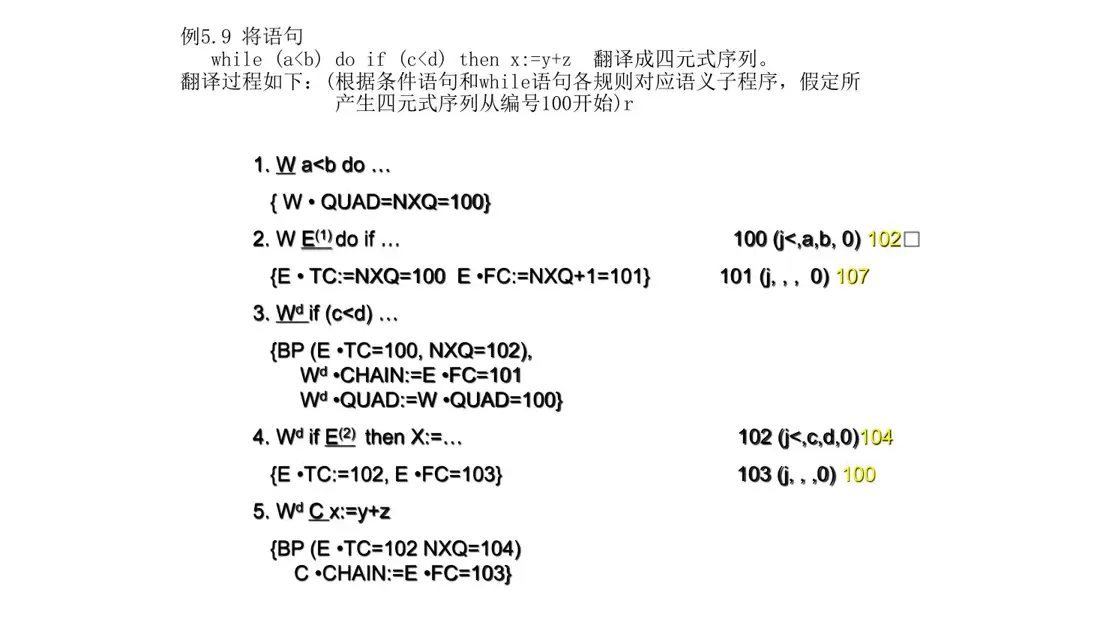 例5.9 将语句
while (a<b) do if (c<d) then x:=y+z 翻译成四元式序列。
翻译过程如下: (根据条件语句和while语句各规则对应语义子程序, 假定所
产生四元式序列从编号100开始)r
1. W a<b do …
{ W • QUAD=NXQ=100}
2. W E(1) do if … 100 (j<,a,b, 0) 102□
{E • TC:=NXQ=100 E •FC:=NXQ+1=101} 101 (j, , , 0) 107
3. Wd if (c<d) …
{BP (E •TC=100, NXQ=102),
Wd •CHAIN:=E •FC=101
Wd •QUAD:=W •QUAD=100}
4. Wd if E(2) then X:=… 102 (j<,c,d,0)104
{E •TC:=102, E •FC=103} 103 (j, , ,0) 100
5. Wd C x:=y+z
{BP (E •TC=102 NXQ=104)
C •CHAIN:=E •FC=103}